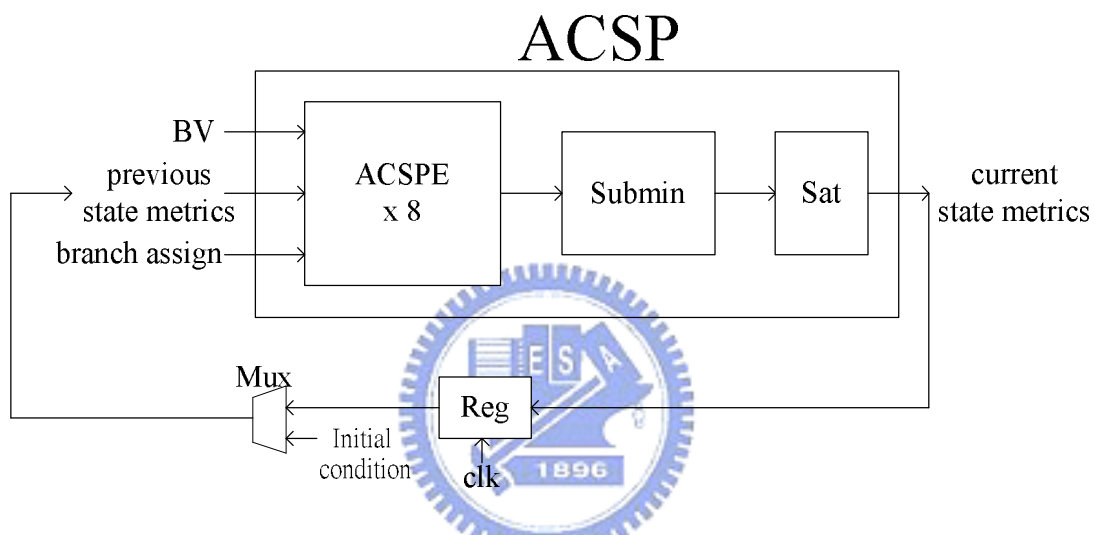 ACSP
BV
previous
state metrics
branch assign
ACSPE
x 8
Submin
Sat
current
state metrics
Mux
Reg
Initial
condition
clk
E S A
1896